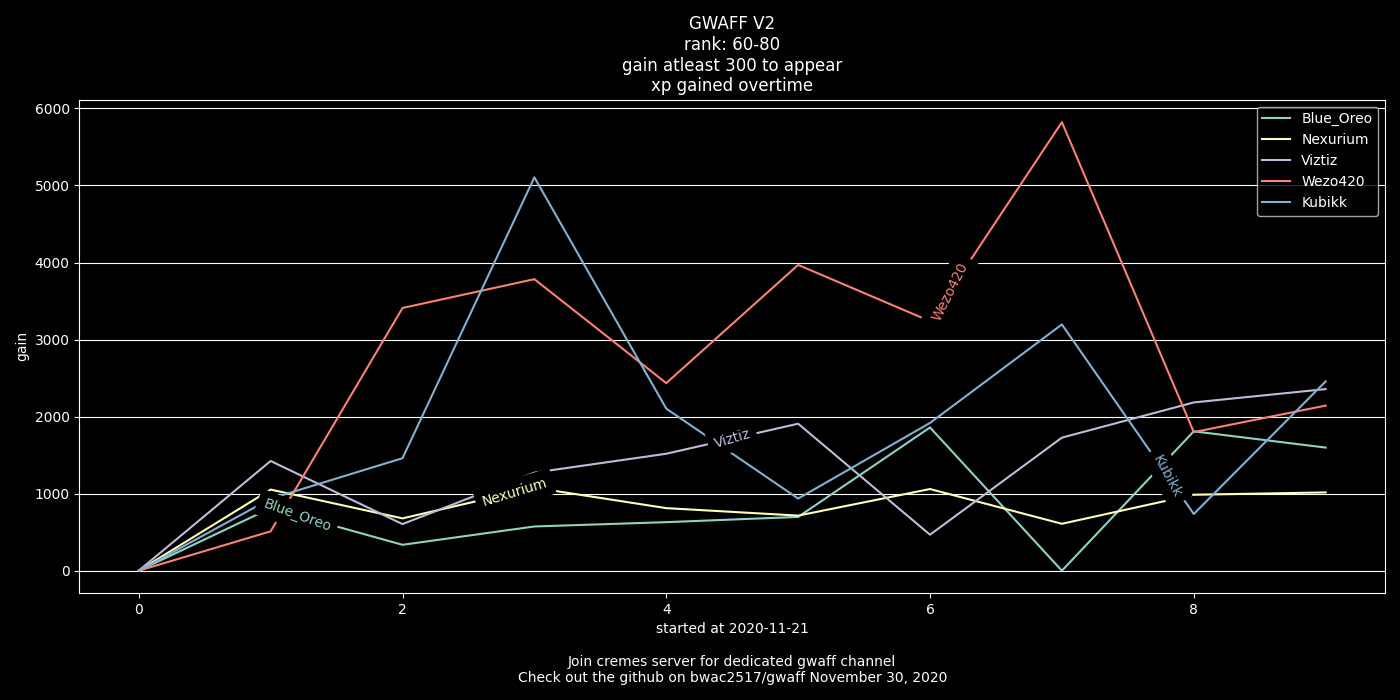 GWAFF V2
rank: 60-80
gain atleast 300 to appear
xp gained overtime
6000
5000
4000
3000
2000
1000
0
gain
Blue_Oreo
Nexurium
Viztiz
Wezo420
Kubikk
Wezo420
Viztiz
Kubikk
Nexurium
Blue_Oreo
0
2
4
6
8
started at 2020-11-21
Join cremes server for dedicated gwaff channel
Check out the github on bwac2517/gwaff November 30, 2020